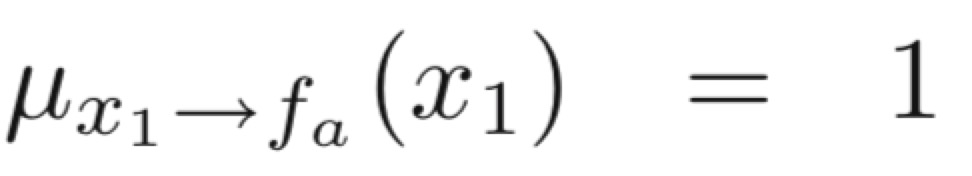 μ_{x_1→f_a}(x_1) = 1